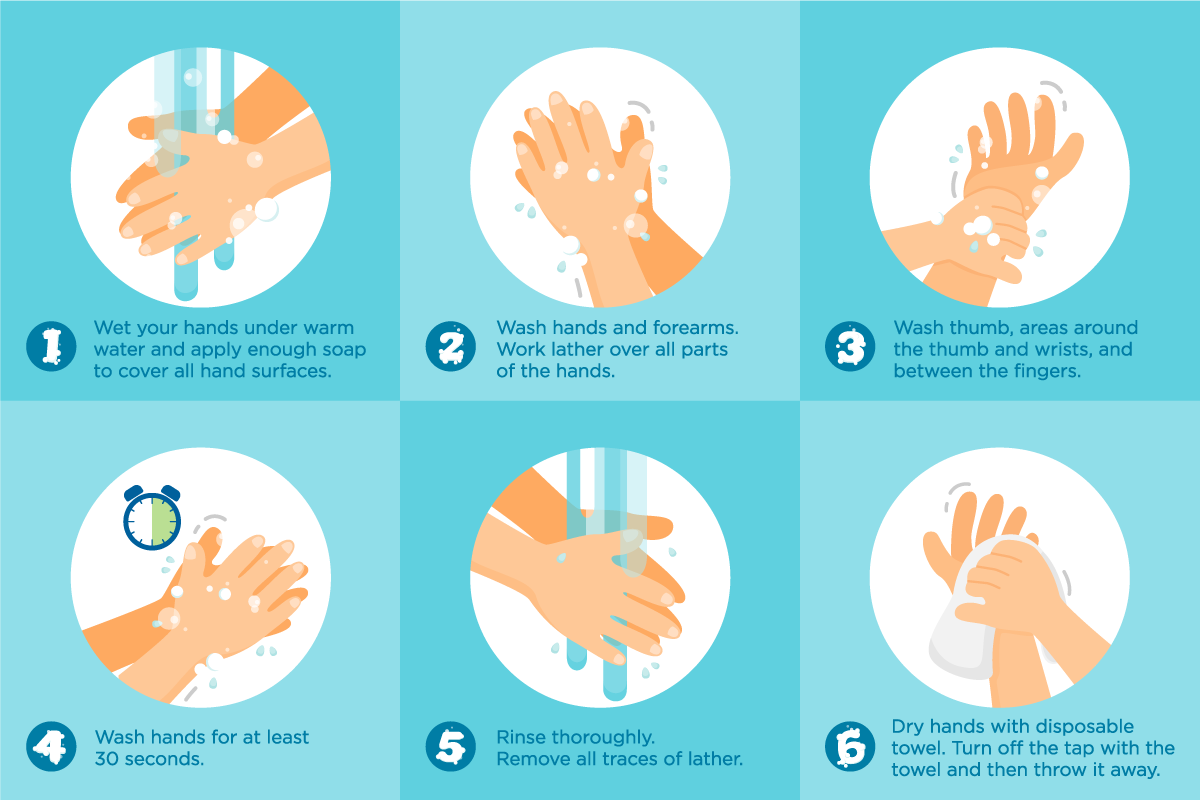 1
Wet your hands under warm
water and apply enough soap
to cover all hand surfaces.
2
Wash hands and forearms.
Work lather over all parts
of the hands.
3
Wash thumb, areas around
the thumb and wrists, and
between the fingers.
4
Wash hands for at least
30 seconds.
5
Rinse thoroughly.
Remove all traces of lather.
6
Dry hands with disposable
towel. Turn off the tap with the
towel and then throw it away.